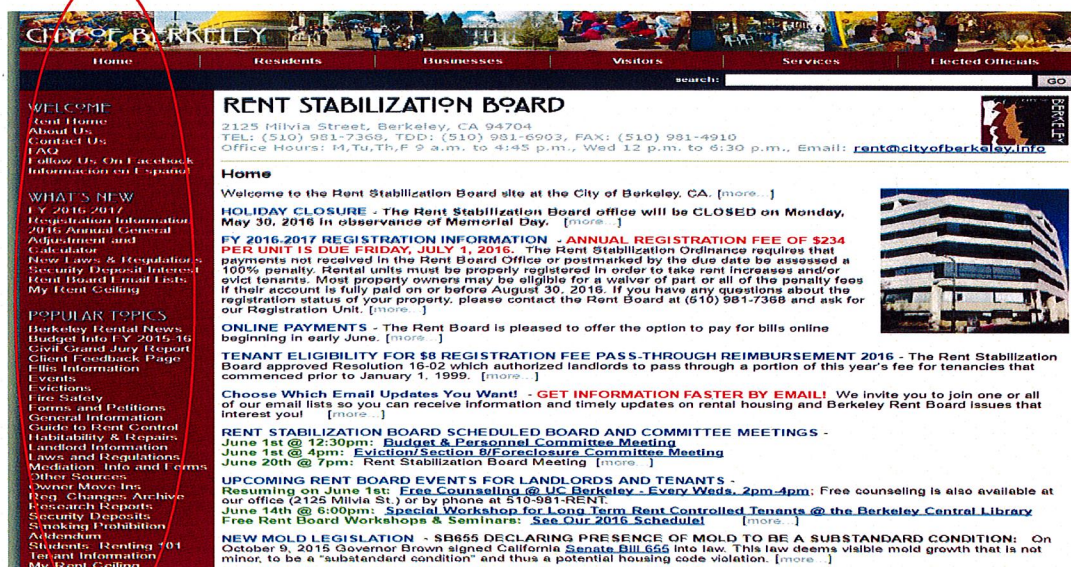 CITY OF BERKELEY
Home Residents Businesses Visitors Services Elected Officials
search: GO
WELCOME
Rent Home
About Us
Contact Us
FAQ
Follow Us On Facebook
Informacion en Español
WHAT'S NEW
FY 2016-2017
Registration Information
2016 Annual General
Adjustment and
Calculator
New Laws & Regulations
Security Deposit Interest
Rent Board Email Lists
My Rent Ceiling
POPULAR TOPICS
Berkeley Rental News
Budget Info FY 2015-16
Civil Grand Jury Report
Client Feedback Page
Ellis Information
Events
Evictions
Fire Safety
Forms and Petitions
General Information
Guide to Rent Control
Habitability & Repairs
Landlord Information
Laws and Regulations
Mediation Info and Forms
Other Sources
Owner Move-Ins
Reg. Changes Archive
Research Reports
Security Deposits
Smoking Prohibition
Addendum
Students: Renting 101
Tenant Information
My Rent Ceiling
RENT STABILIZATION BOARD
2125 Milvia Street, Berkeley, CA 94704
TEL: (510) 981-7368, TDD: (510) 981-6903, FAX: (510) 981-4910
Office Hours: M,Tu,Th,F 9 a.m. to 4:45 p.m., Wed 12 p.m. to 6:30 p.m., Email: rent@cityofberkeley.info
CITY OF BERKELEY
Home
Welcome to the Rent Stabilization Board site at the City of Berkeley, CA. [more...]
HOLIDAY CLOSURE - The Rent Stabilization Board office will be CLOSED on Monday,
May 30, 2016 in observance of Memorial Day. [more...]
FY 2016-2017 REGISTRATION INFORMATION - ANNUAL REGISTRATION FEE OF $234
PER UNIT IS DUE FRIDAY, JULY 1, 2016. The Rent Stabilization Ordinance requires that
payments not received in the Rent Board Office or postmarked by the due date be assessed a
100% penalty. Rental units must be properly registered in order to take rent increases and/or
evict tenants. Most property owners may be eligible for a waiver of part or all of the penalty fees
if their account is fully paid on or before August 30, 2016. If you have any questions about the
registration status of your property, please contact the Rent Board at (510) 981-7368 and ask for
our Registration Unit. [more...]
ONLINE PAYMENTS - The Rent Board is pleased to offer the option to pay for bills online
beginning in early June. [more...]
TENANT ELIGIBILITY FOR $8 REGISTRATION FEE PASS-THROUGH REIMBURSEMENT 2016 - The Rent Stabilization
Board approved Resolution 16-02 which authorized landlords to pass through a portion of this year's fee for tenancies that
commenced prior to January 1, 1999. [more...]
Choose Which Email Updates You Want! - GET INFORMATION FASTER BY EMAIL! We invite you to join one or all
of our email lists so you can receive information and timely updates on rental housing and Berkeley Rent Board issues that
interest you! [more...]
RENT STABILIZATION BOARD SCHEDULED BOARD AND COMMITTEE MEETINGS -
June 1st @ 12:30pm: Budget & Personnel Committee Meeting
June 1st @ 4pm: Eviction/Section 8/Foreclosure Committee Meeting
June 20th @ 7pm: Rent Stabilization Board Meeting [more...]
UPCOMING RENT BOARD EVENTS FOR LANDLORDS AND TENANTS -
Resuming on June 1st: Free Counseling @ UC Berkeley - Every Weds, 2pm-4pm; Free counseling is also available at
our office (2125 Milvia St.) or by phone at 510-981-RENT.
June 14th @ 6:00pm: Special Workshop for Long Term Rent Controlled Tenants @ the Berkeley Central Library
Free Rent Board Workshops & Seminars: See Our 2016 Schedule! [more...]
NEW MOLD LEGISLATION - SB655 DECLARING PRESENCE OF MOLD TO BE A SUBSTANDARD CONDITION: On
October 9, 2015 Governor Brown signed California Senate Bill 655 into law. This law deems visible mold growth that is not
minor, to be a "substandard condition" and thus a potential housing code violation. [more...]